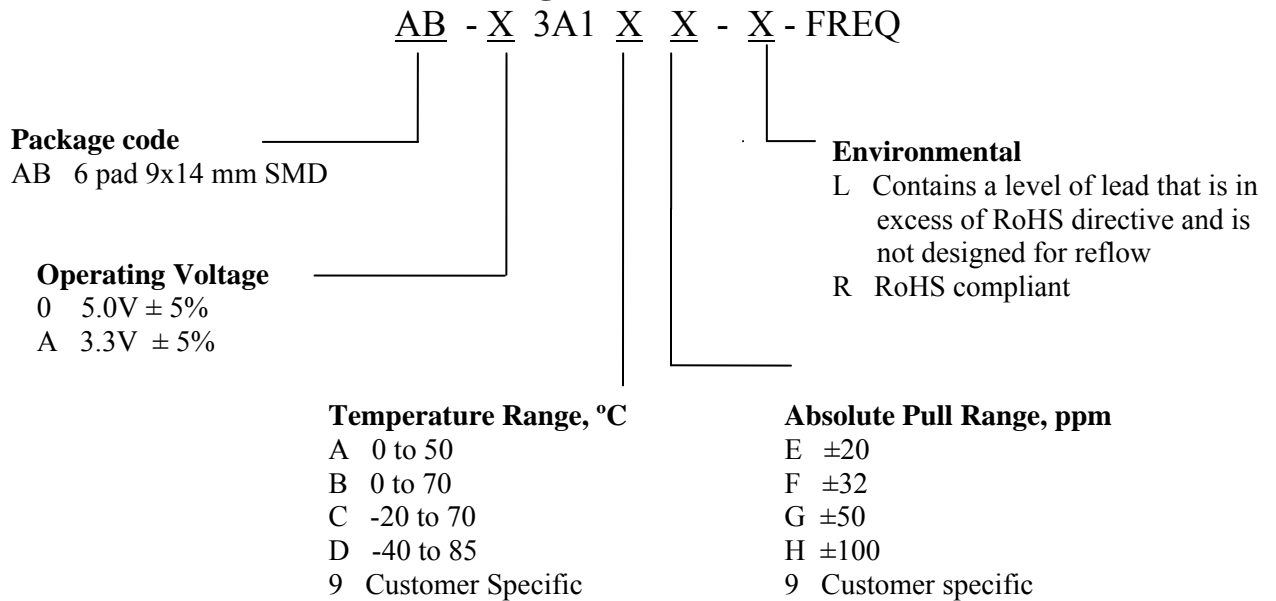 AB - X 3A1 X X - X - FREQ
Package code
AB 6 pad 9x14 mm SMD
Operating Voltage
0 5.0V ± 5%
A 3.3V ± 5%
Environmental
L Contains a level of lead that is in
excess of RoHS directive and is
not designed for reflow
R RoHS compliant
Temperature Range, ºC
A 0 to 50
B 0 to 70
C -20 to 70
D -40 to 85
9 Customer Specific
Absolute Pull Range, ppm
E ±20
F ±32
G ±50
H ±100
9 Customer specific